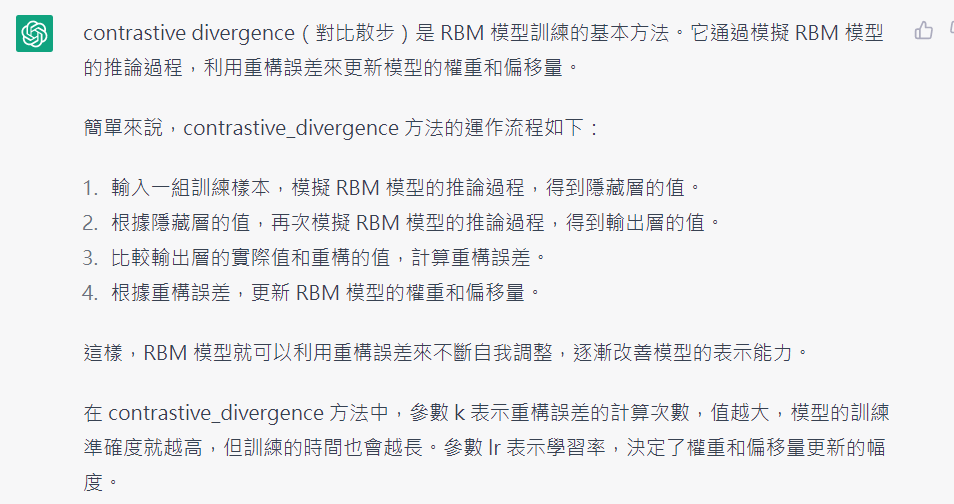 contrastive divergence（對比散步）是 RBM 模型訓練的基本方法。它通過模擬 RBM 模型
的推論過程，利用重構誤差來更新模型的權重和偏移量。
簡單來說，contrastive_divergence 方法的運作流程如下：
1. 輸入一組訓練樣本，模擬 RBM 模型的推論過程，得到隱藏層的值。
2. 根據隱藏層的值，再次模擬 RBM 模型的推論過程，得到輸出層的值。
3. 比較輸出層的實際值和重構的值，計算重構誤差。
4. 根據重構誤差，更新 RBM 模型的權重和偏移量。
這樣，RBM 模型就可以利用重構誤差來不斷自我調整，逐漸改善模型的表示能力。
在 contrastive_divergence 方法中，參數 k 表示重構誤差的計算次數，值越大，模型的訓練
準確度就越高，但訓練的時間也會越長。參數 lr 表示學習率，決定了權重和偏移量更新的幅
度。